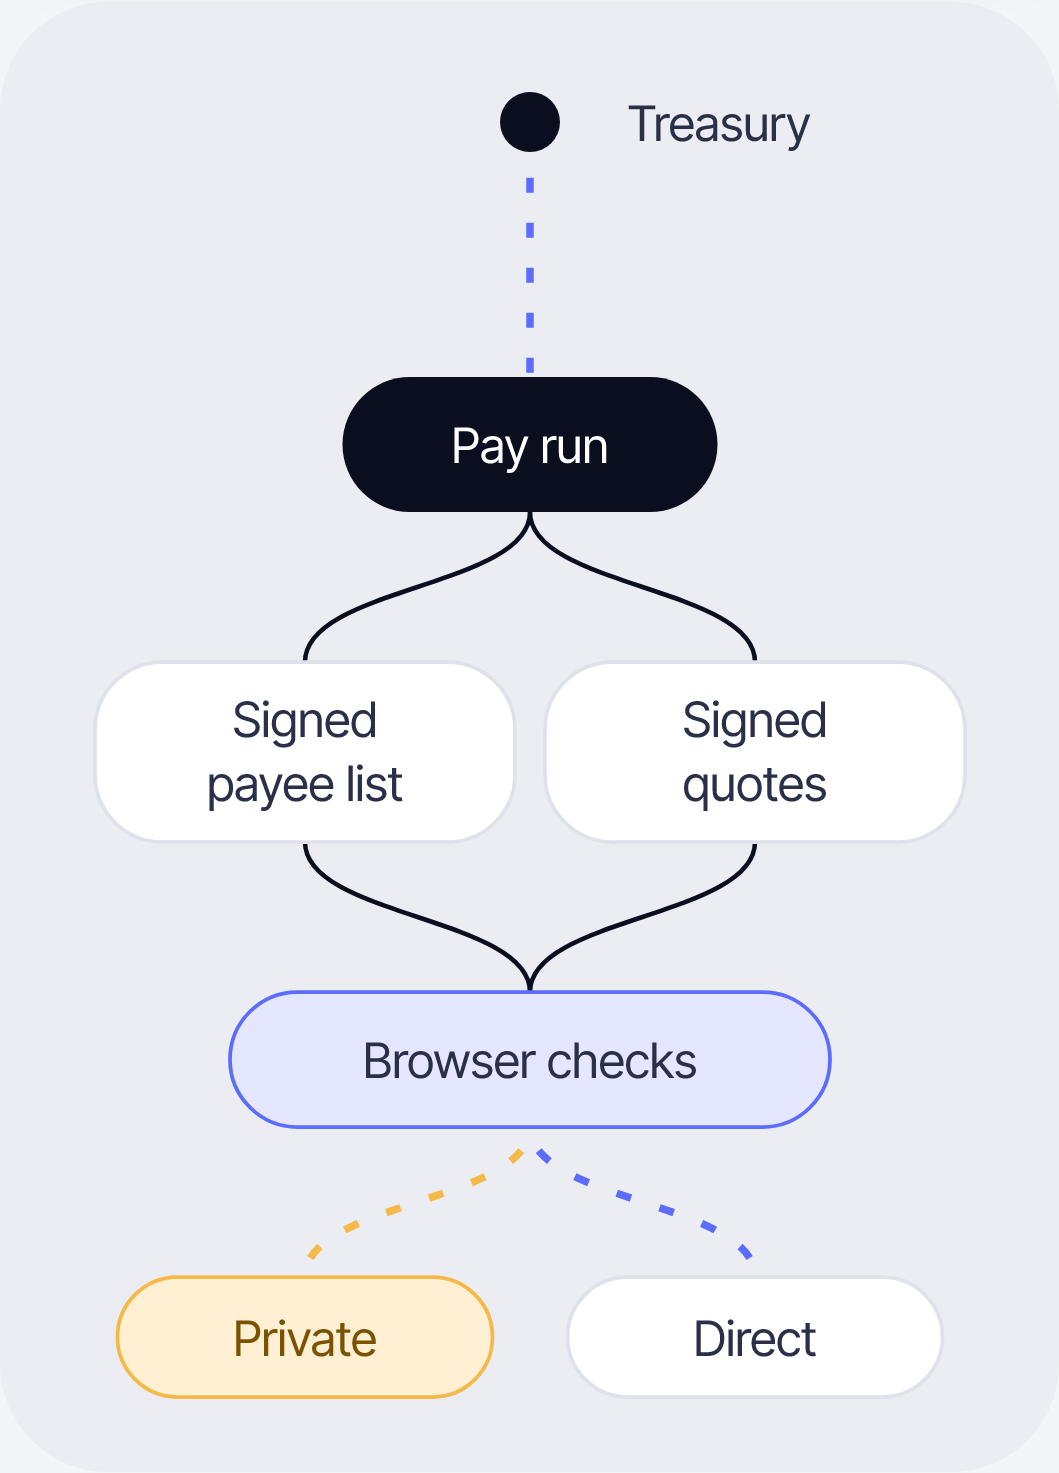 Treasury
Pay run
Signed
payee list
Signed
quotes
Browser checks
Private
Direct